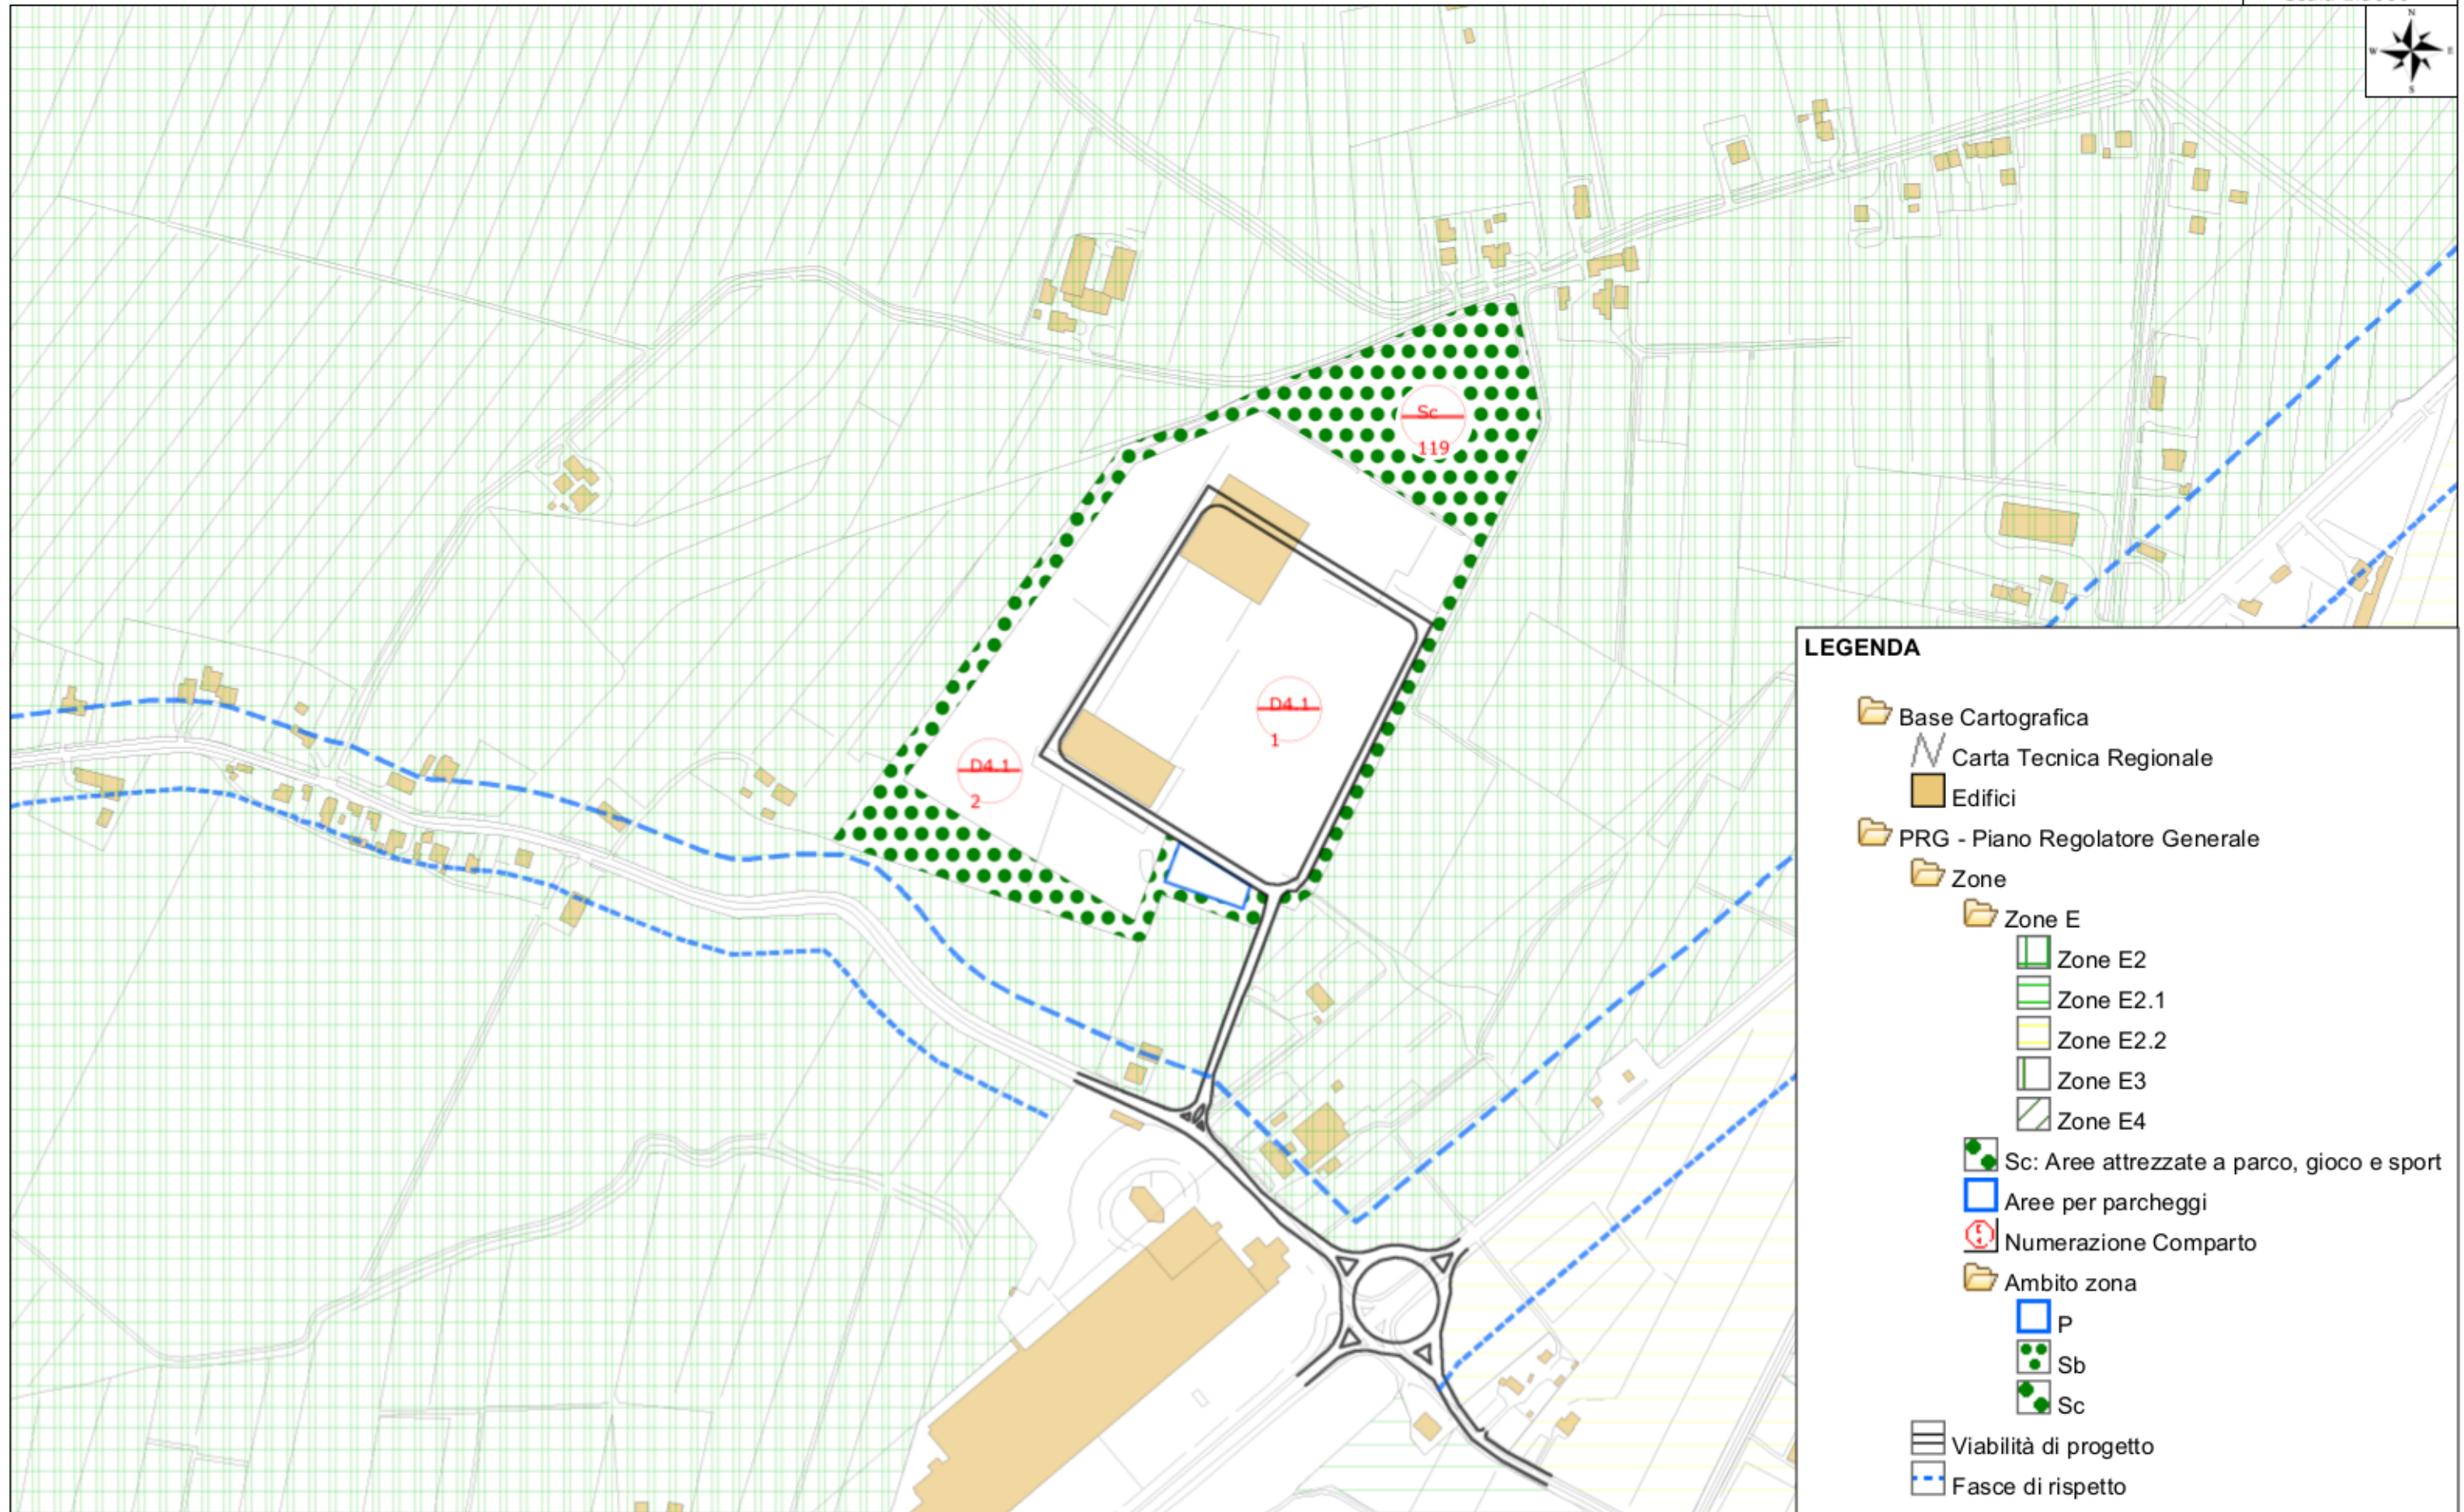 N
W
E
S
Sc
119
D4.1
1
D4.1
2
LEGENDA
Base Cartografica
Carta Tecnica Regionale
Edifici
PRG - Piano Regolatore Generale
Zone
Zone E
Zone E2
Zone E2.1
Zone E2.2
Zone E3
Zone E4
Sc: Aree attrezzate a parco, gioco e sport
Aree per parcheggi
Numerazione Comparto
Ambito zona
P
Sb
Sc
Viabilità di progetto
Fasce di rispetto